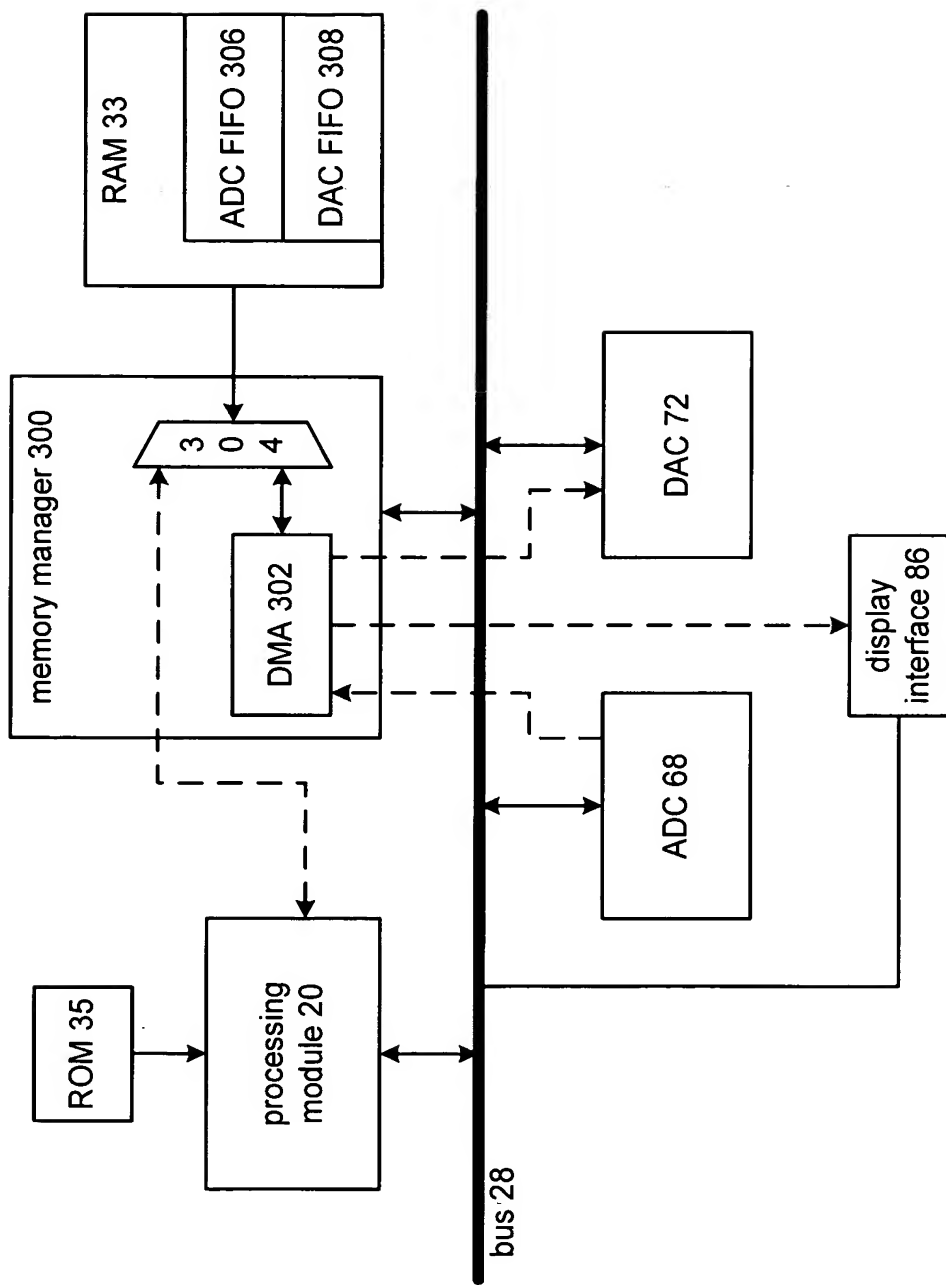 ROM 35
processing
module 20
memory manager 300
DMA 302
3
0
4
RAM 33
ADC FIFO 306
DAC FIFO 308
bus 28
ADC 68
DAC 72
display
interface 86